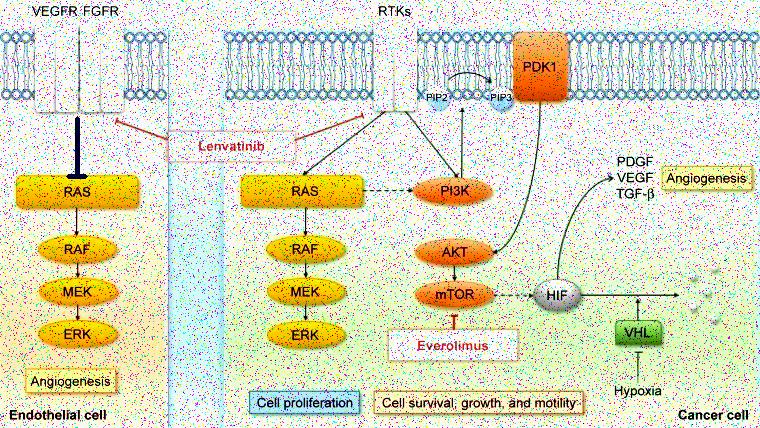 VEGFR FGFR
RTKs
PDK1
PIP2
PIP3
Lenvatinib
RAS
RAS
PI3K
PDGF
VEGF
TGF-β
Angiogenesis
RAF
RAF
AKT
MEK
MEK
mTOR
HIF
ERK
ERK
Everolimus
VHL
Hypoxia
Angiogenesis
Cell proliferation
Cell survival, growth, and motility
Endothelial cell
Cancer cell